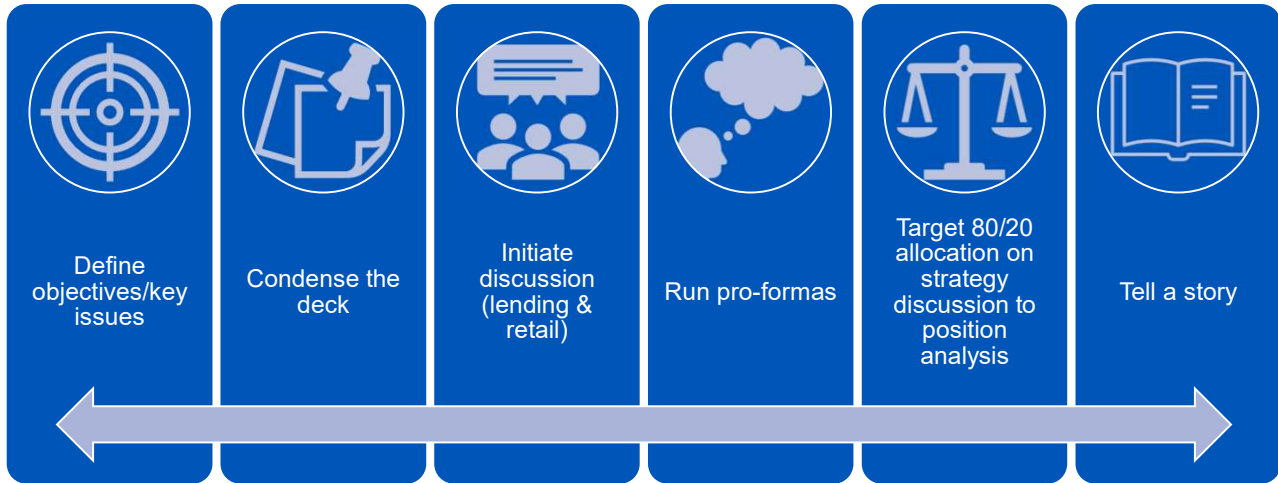 Define
objectives/key
issues
Condense the
deck
Initiate
discussion
(lending &
retail)
Run pro-formas
Target 80/20
allocation on
strategy
discussion to
position
analysis
Tell a story